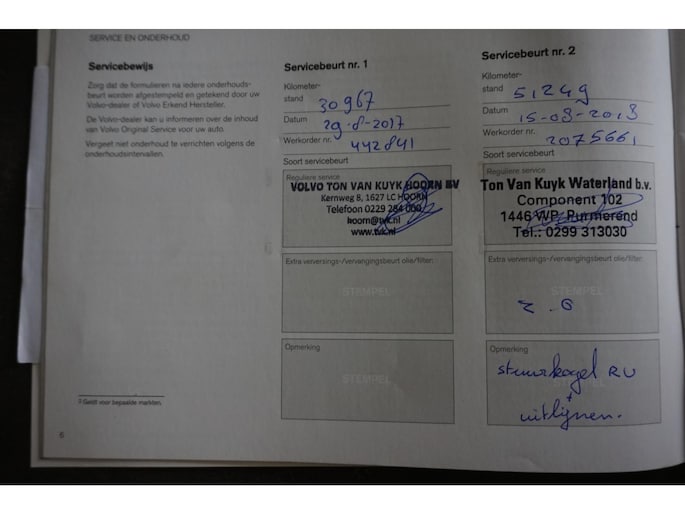 SERVICE EN ONDERHOUD
Servicebewijs
Zorg dat de formulieren na iedere onderhouds-
beurt worden afgestempeld en getekend door uw
Volvo-dealer of Volvo Erkend Hersteller.
De Volvo-dealer kan u informeren over de inhoud
van Volvo Original Service voor uw auto.
Vergeet niet onderhoud te verrichten volgens de
onderhoudsintervallen.
Geldt voor bepaalde markten.
6
Servicebeurt nr. 1
Kilometer-
stand 30967
Datum 29-8-2017
Werkorder nr. 442841
Soort servicebeurt
Reguliere service
VOLVO TON VAN KUYK HOORN BV
Kernweg 8, 1627 LC HOORN
Telefoon 0229 284 000
hoorn@tvk.nl
www.tvk.nl
Extra verversings-/vervangingsbeurt olie/filter:
STEMPEL
Opmerking
STEMPEL
Servicebeurt nr. 2
Kilometer-
stand 51249
Datum 15-03-2013
Werkorder nr. 2075661
Soort servicebeurt
Reguliere service
Ton Van Kuyk Waterland b.v.
Component 102
1446 WP Purmerend
Tel.: 0299 313030
Extra verversings-/vervangingsbeurt olie/filter:
STEMPEL
Opmerking
stuurkogel RV
+
uitlijnen.